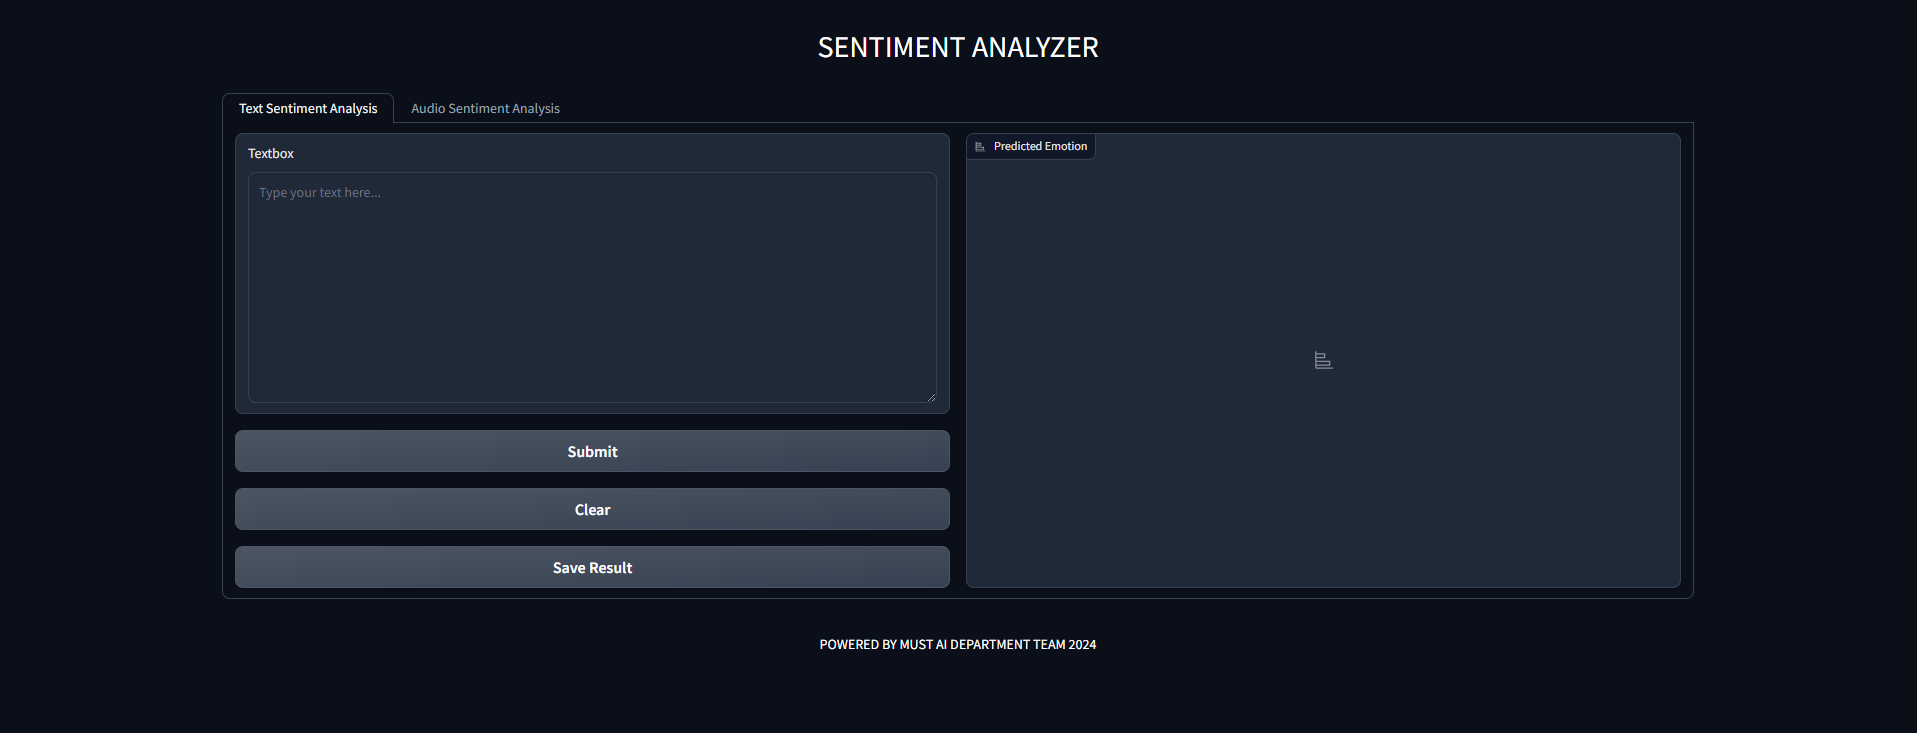 SENTIMENT ANALYZER
Text Sentiment Analysis
Audio Sentiment Analysis
Textbox
Type your text here...
Submit
Clear
Save Result
Predicted Emotion
POWERED BY MUST AI DEPARTMENT TEAM 2024